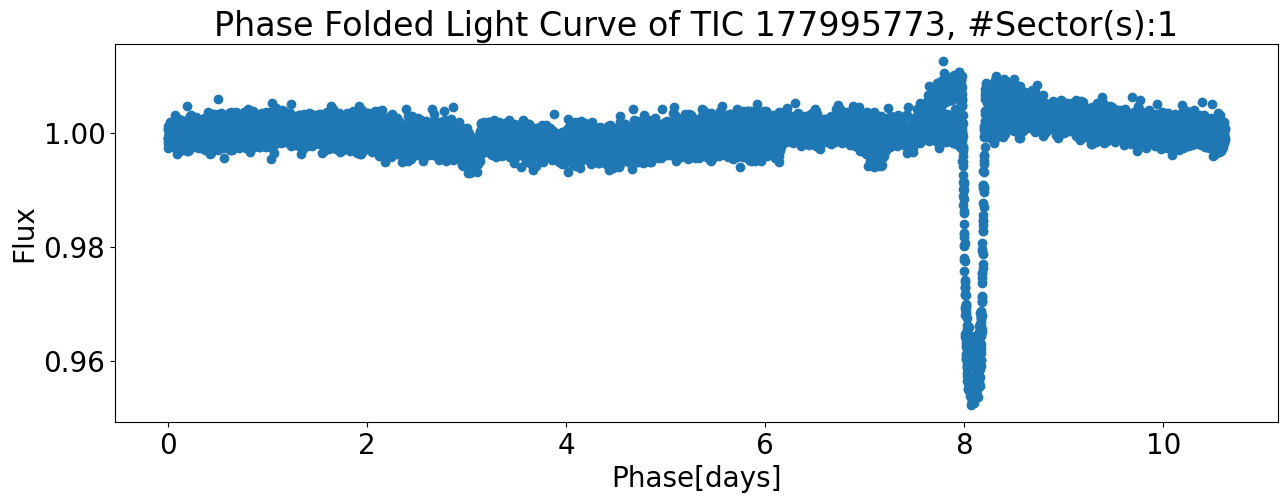 Phase Folded Light Curve of TIC 177995773, #Sector(s):1
1.00
0.98
0.96
Flux
0 2 4 6 8 10
Phase[days]